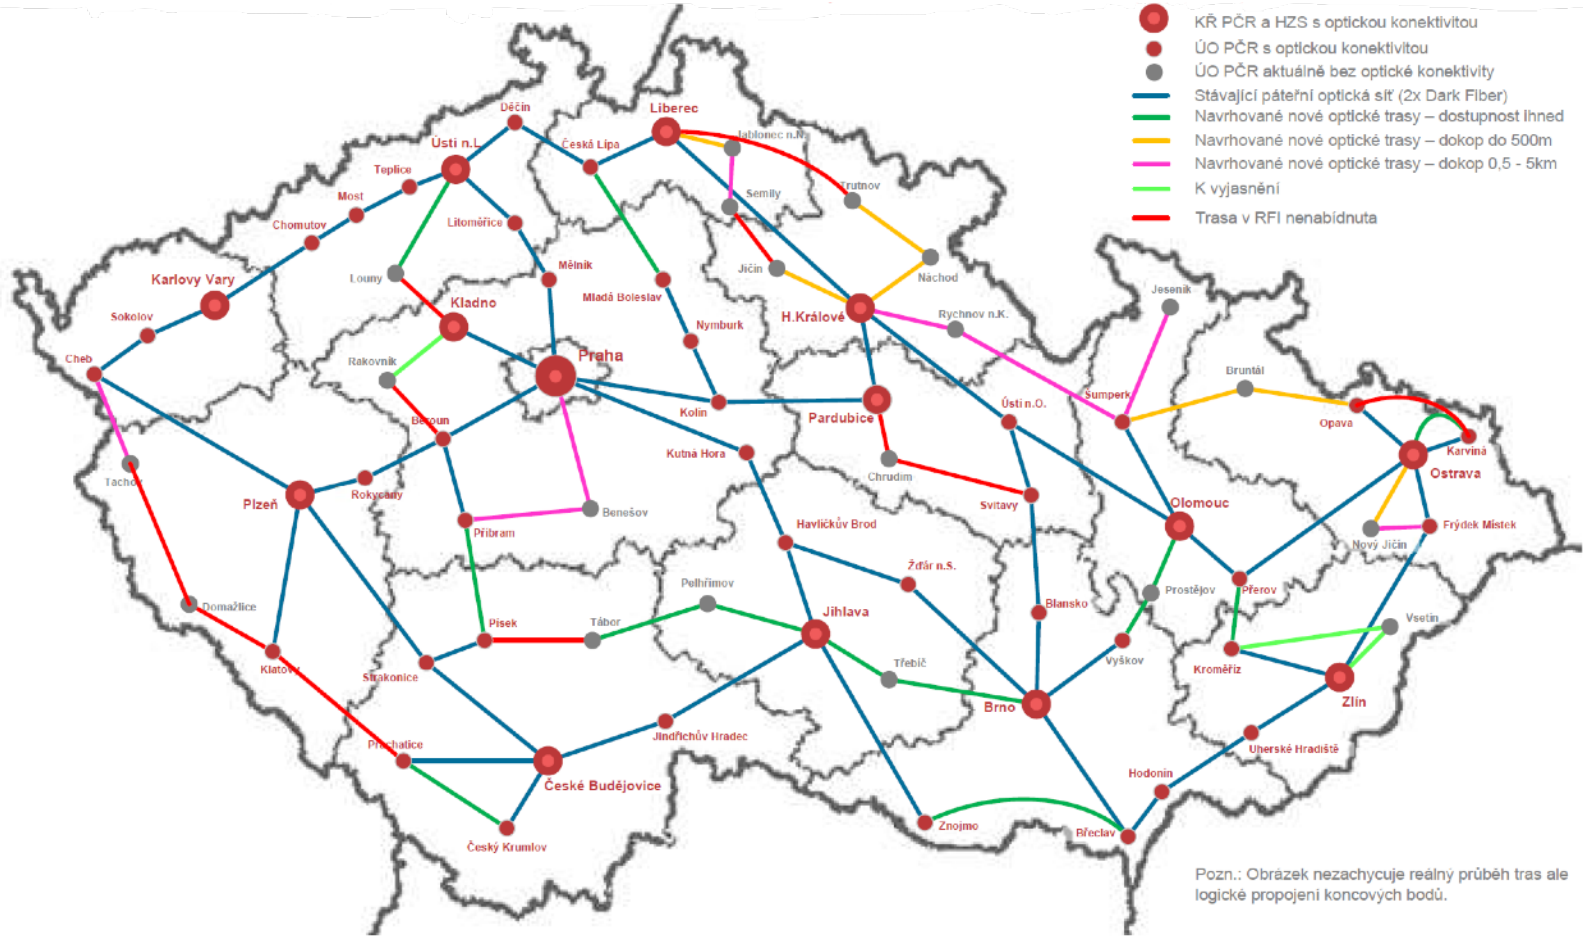 KŘ PČR a HZS s optickou konektivitou
ÚO PČR s optickou konektivitou
ÚO PČR aktuálně bez optické konektivity
Stávající páteřní optická síť (2x Dark Fiber)
Navrhované nové optické trasy – dostupnost ihned
Navrhované nové optické trasy – dokop do 500m
Navrhované nové optické trasy – dokop 0,5 - 5km
K vyjasnění
Trasa v RFI nenabídnuta
Děčín
Liberec
Ústí n.L
Česká Lípa
Jablonec n.N.
Teplice
Most
Semily
Trutnov
Chomutov
Litoměřice
Mělník
Jičín
Louny
Náchod
Karlovy Vary
Jeseník
Mladá Boleslav
Kladno
Sokolov
H.Králové
Rychnov n.K.
Nymburk
Cheb
Rakovník
Praha
Bruntál
Šumperk
Ústí n.O.
Kolín
Pardubice
Beroun
Opava
Kutná Hora
Karviná
Ostrava
Chrudim
Tachov
Rokycany
Plzeň
Svitavy
Olomouc
Benešov
Příbram
Havlíčkův Brod
Frýdek Místek
Nový Jičín
Žďár n.S.
Pelhřimov
Přerov
Prostějov
Blansko
Domažlice
Jihlava
Písek
Tábor
Vsetín
Vyškov
Třebíč
Kroměříž
Klatovy
Strakonice
Zlín
Brno
Jindřichův Hradec
Prachatice
Uherské Hradiště
České Budějovice
Hodonín
Znojmo
Břeclav
Český Krumlov
Pozn.: Obrázek nezachycuje reálný průběh tras ale
logické propojení koncových bodů.